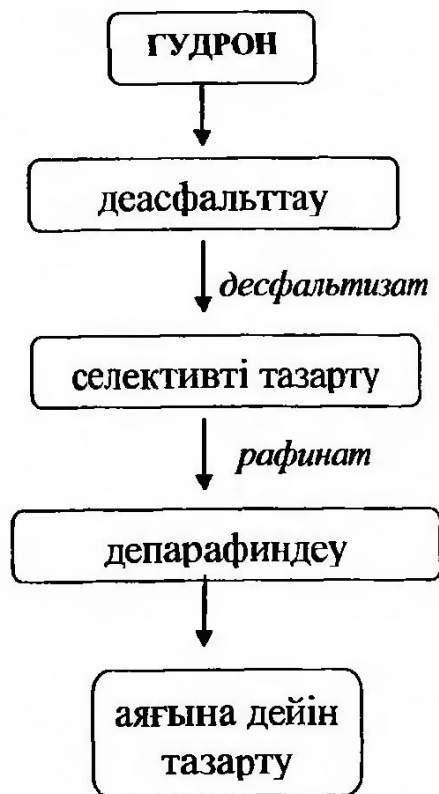 ГУДРОН
деасфальттау
десфальтизат
селективті тазарту
рафинат
депарафиндеу
аяғына дейін
тазарту